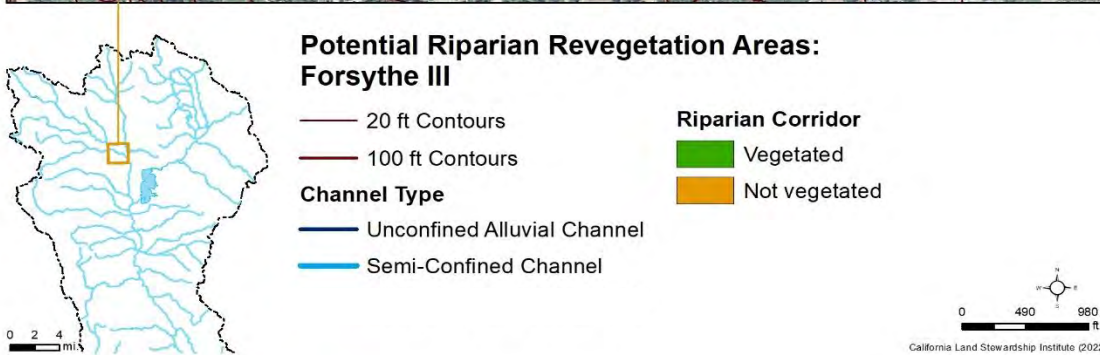 Potential Riparian Revegetation Areas:
Forsythe III
20 ft Contours
100 ft Contours
Channel Type
Unconfined Alluvial Channel
Semi-Confined Channel
Riparian Corridor
Vegetated
Not vegetated
0 2 4
mi.
N
W E
S
0 490 980
ft
California Land Stewardship Institute